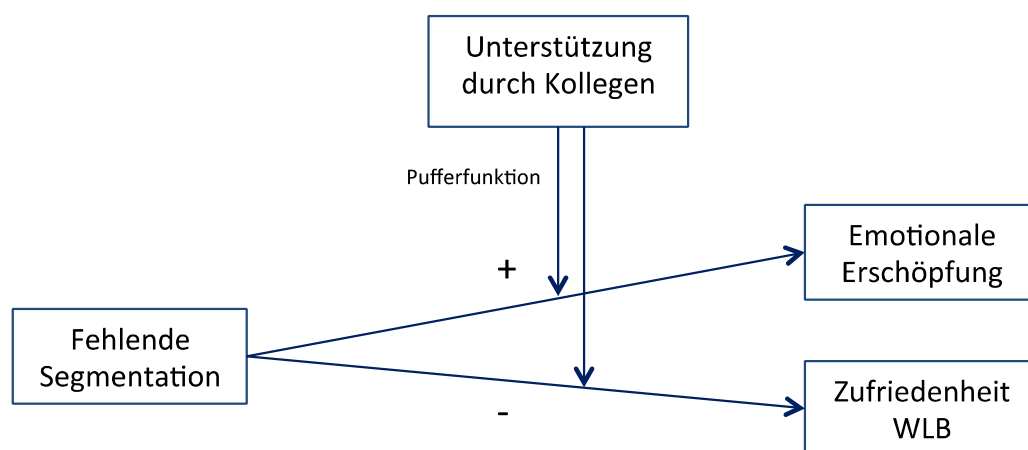 Unterstützung
durch Kollegen
Pufferfunktion
+
Emotionale
Erschöpfung
Fehlende
Segmentation
-
Zufriedenheit
WLB